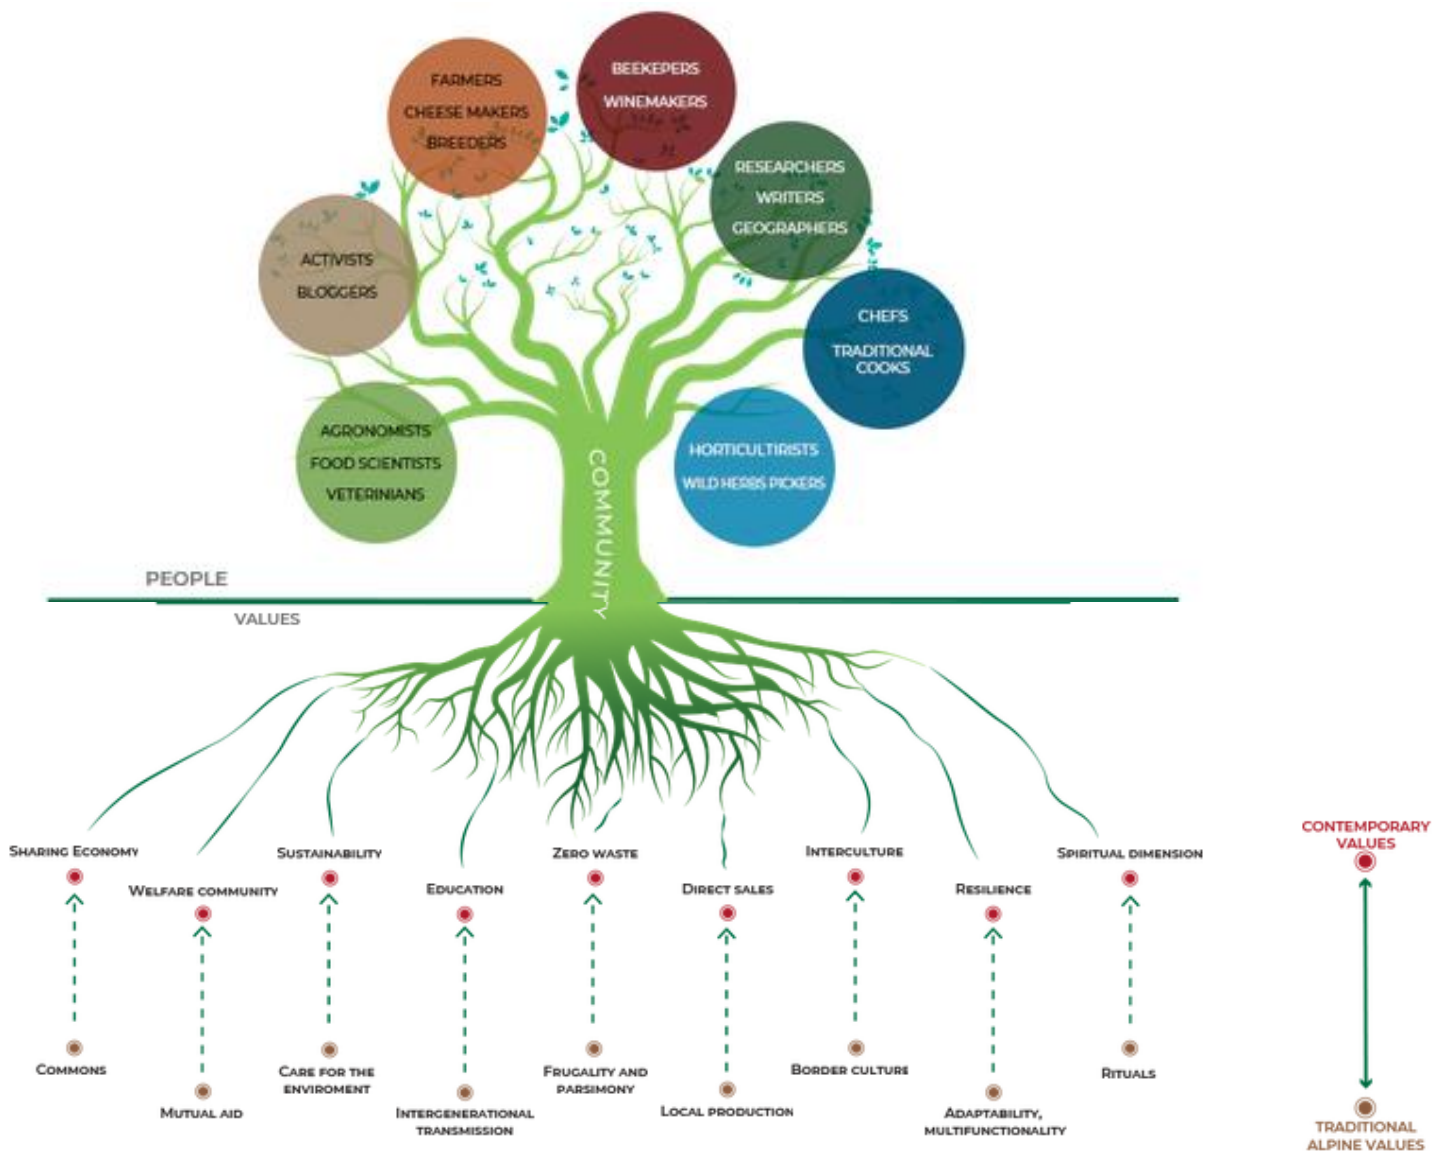 BEEKEPERS
WINEMAKERS
FARMERS
CHEESE MAKERS
BREEDERS
RESEARCHERS
WRITERS
GEOGRAPHERS
ACTIVISTS
BLOGGERS
CHEFS
TRADITIONAL
COOKS
AGRONOMISTS
FOOD SCIENTISTS
VETERINIANS
HORTICULTIRISTS
WILD HERBS PICKERS
COMMUNITY
PEOPLE
VALUES
SHARING ECONOMY
WELFARE COMMUNITY
SUSTAINABILITY
EDUCATION
ZERO WASTE
DIRECT SALES
INTERCULTURE
RESILIENCE
SPIRITUAL DIMENSION
CONTEMPORARY
VALUES
COMMONS
MUTUAL AID
CARE FOR THE
ENVIROMENT
INTERGENERATIONAL
TRANSMISSION
FRUGALITY AND
PARSIMONY
LOCAL PRODUCTION
BORDER CULTURE
ADAPTABILITY,
MULTIFUNCTIONALITY
RITUALS
TRADITIONAL
ALPINE VALUES